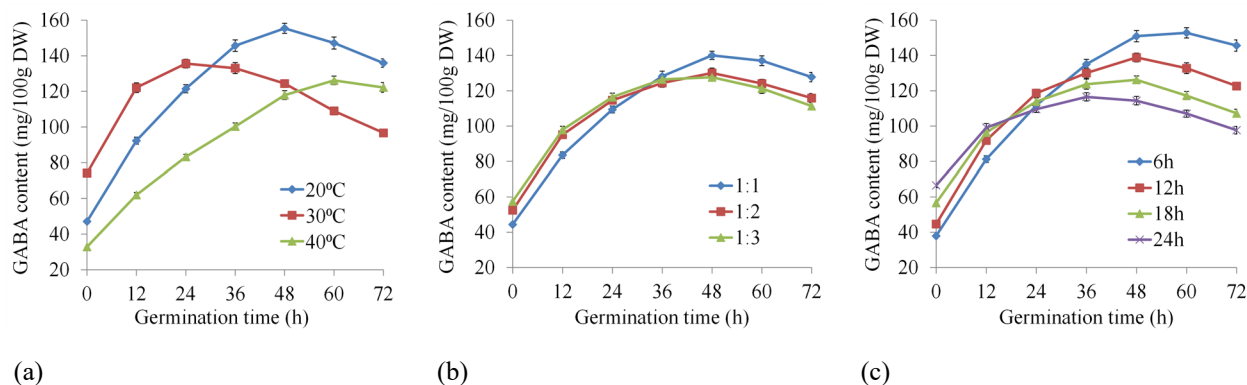 GABA content (mg/100g DW)
160
140
120
100
80
60
40
20
20ºC
30ºC
40ºC
0 12 24 36 48 60 72
Germination time (h)
(a)
GABA content (mg/100g DW)
160
140
120
100
80
60
40
20
1:1
1:2
1:3
0 12 24 36 48 60 72
Germination time (h)
(b)
GABA content (mg/100g DW)
160
140
120
100
80
60
40
20
6h
12h
18h
24h
0 12 24 36 48 60 72
Germination time (h)
(c)